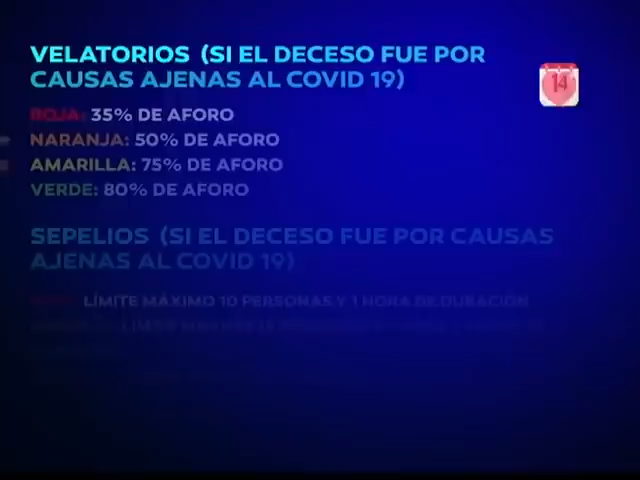 VELATORIOS (SI EL DECESO FUE POR
CAUSAS AJENAS AL COVID 19)
14
ROJA: 35% DE AFORO
NARANJA: 50% DE AFORO
AMARILLA: 75% DE AFORO
VERDE: 80% DE AFORO
SEPELIOS (SI EL DECESO FUE POR CAUSAS
AJENAS AL COVID 19)
LÍMITE MÁXIMO 10 PERSONAS Y 1 HORA DE DURACIÓN